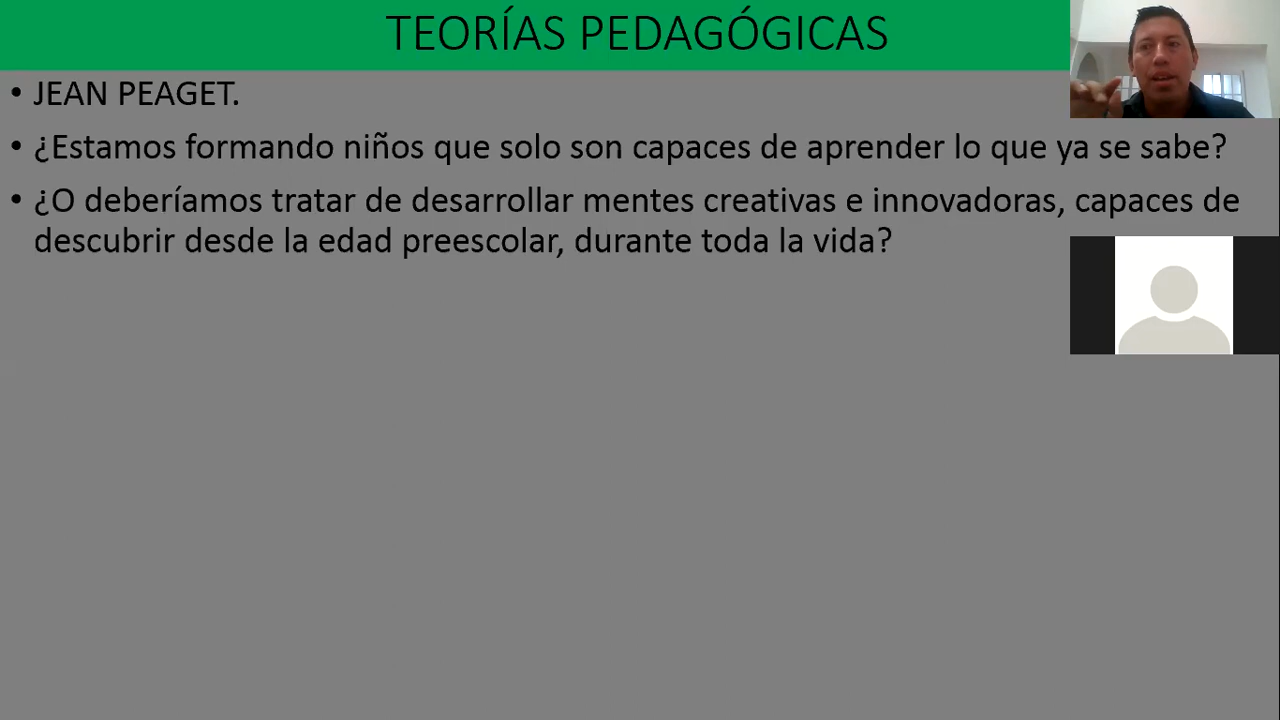 TEORÍAS PEDAGÓGICAS
• JEAN PEAGET.
• ¿Estamos formando niños que solo son capaces de aprender lo que ya se sabe?
• ¿O deberíamos tratar de desarrollar mentes creativas e innovadoras, capaces de
descubrir desde la edad preescolar, durante toda la vida?